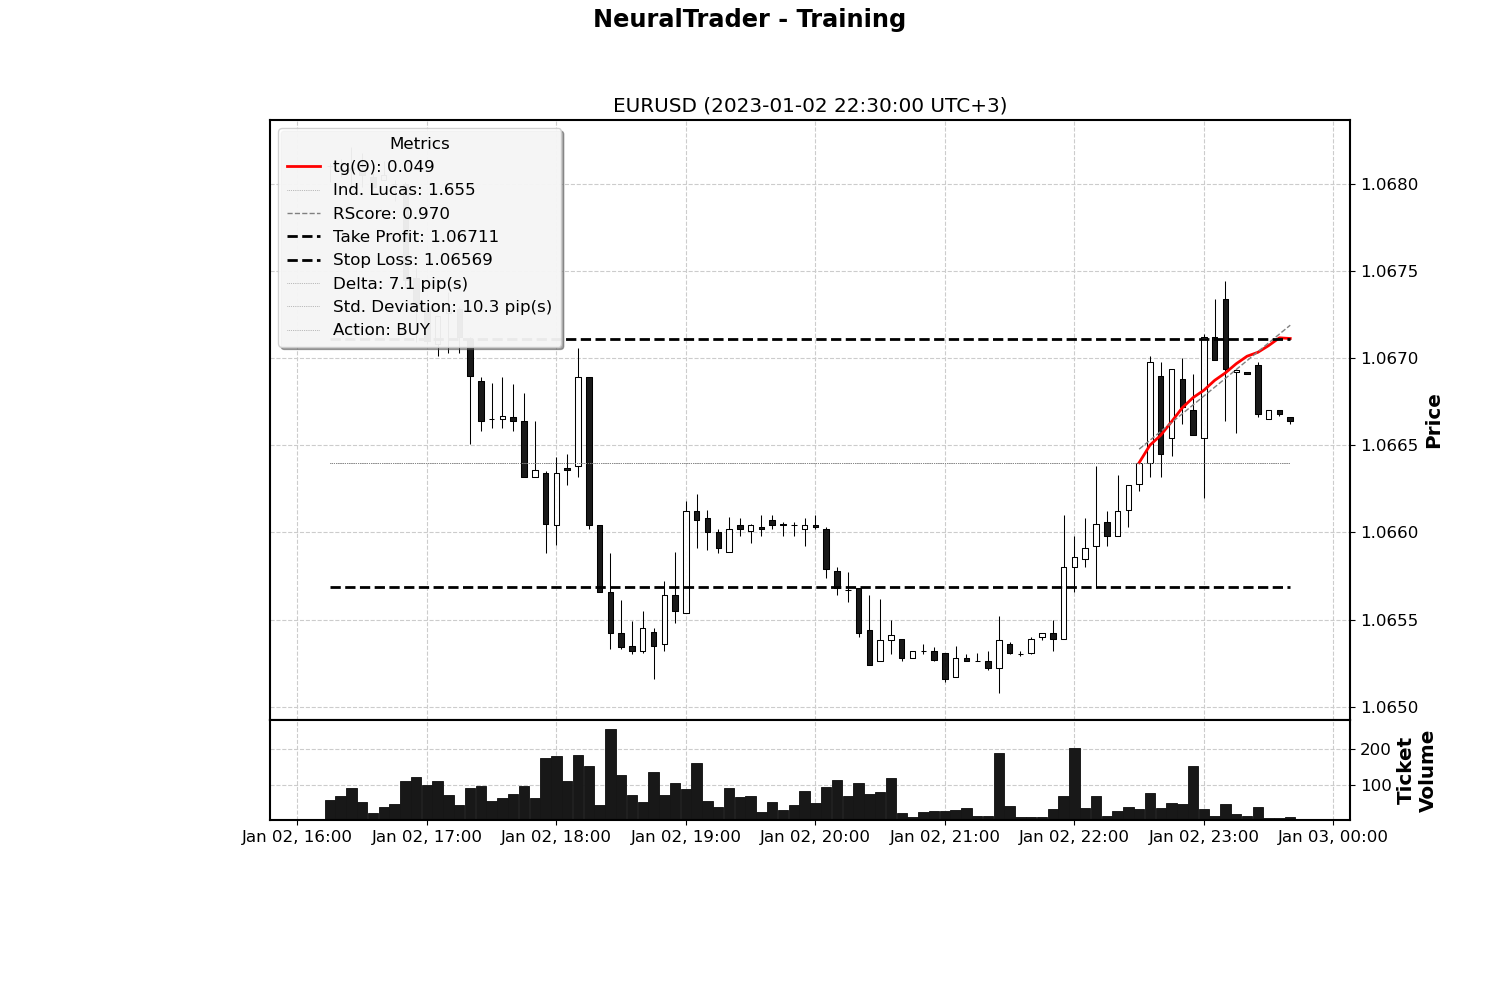 NeuralTrader - Training
EURUSD (2023-01-02 22:30:00 UTC+3)
Metrics
tg(Θ): 0.049
Ind. Lucas: 1.655
RScore: 0.970
Take Profit: 1.06711
Stop Loss: 1.06569
Delta: 7.1 pip(s)
Std. Deviation: 10.3 pip(s)
Action: BUY
1.0680
1.0675
1.0670
1.0665
1.0660
1.0655
1.0650
Price
200
100
Ticket
Volume
Jan 02, 16:00 Jan 02, 17:00 Jan 02, 18:00 Jan 02, 19:00 Jan 02, 20:00 Jan 02, 21:00 Jan 02, 22:00 Jan 02, 23:00 Jan 03, 00:00